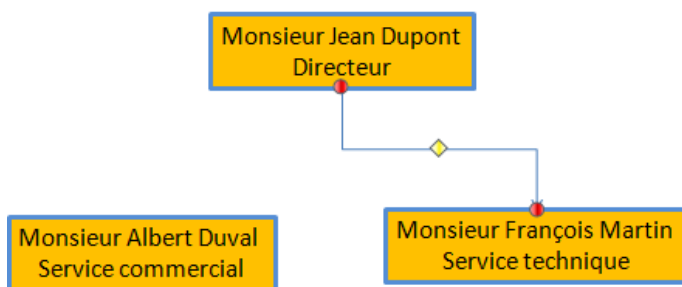 Monsieur Jean Dupont
Directeur
Monsieur Albert Duval
Service commercial
Monsieur François Martin
Service technique